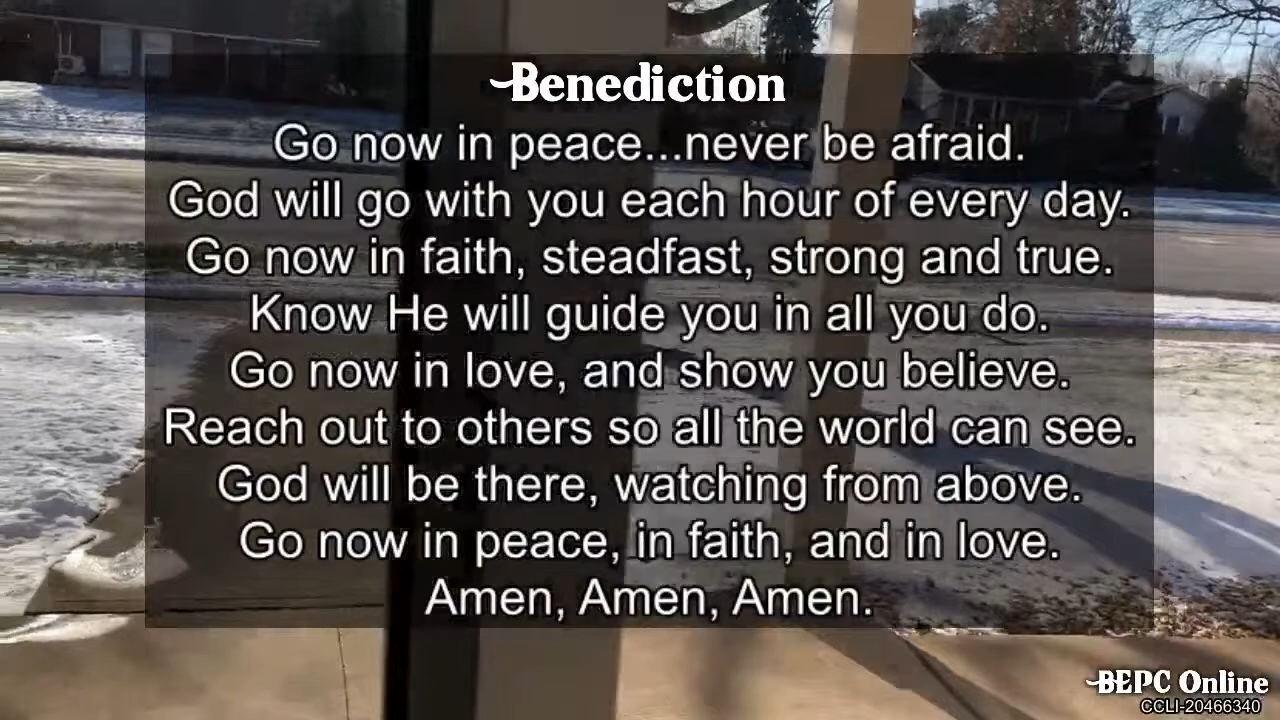 Benediction
Go now in peace...never be afraid.
God will go with you each hour of every day.
Go now in faith, steadfast, strong and true.
Know He will guide you in all you do.
Go now in love, and show you believe.
Reach out to others so all the world can see.
God will be there, watching from above.
Go now in peace, in faith, and in love.
Amen, Amen, Amen.
BEPC Online
CCLI-20466340